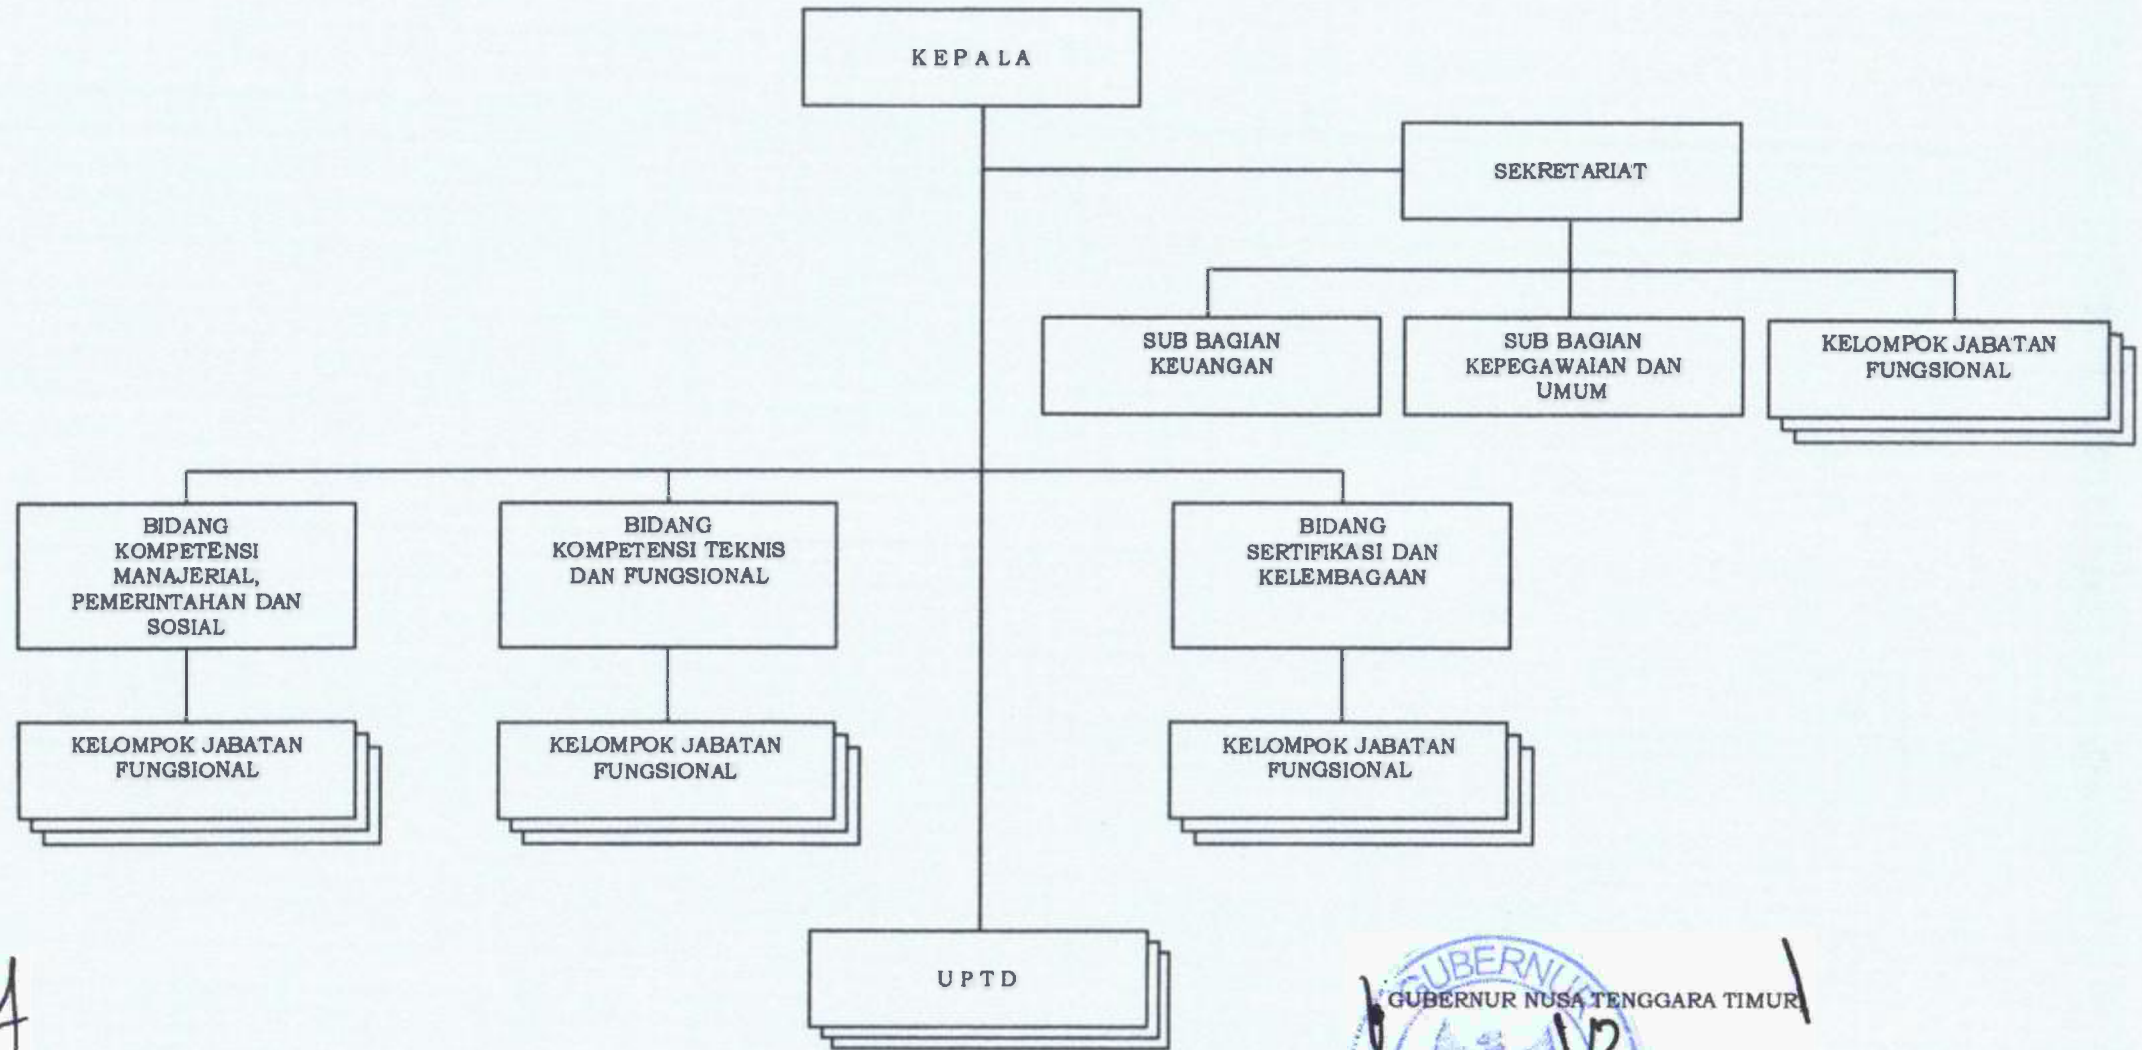 KEPALA
SEKRETARIAT
SUB BAGIAN
KEUANGAN
SUB BAGIAN
KEPEGAWAIAN DAN
UMUM
KELOMPOK JABATAN
FUNGSIONAL
BIDANG
KOMPETENSI
MANAJERIAL,
PEMERINTAHAN DAN
SOSIAL
BIDANG
KOMPETENSI TEKNIS
DAN FUNGSIONAL
BIDANG
SERTIFIKASI DAN
KELEMBAGAAN
KELOMPOK JABATAN
FUNGSIONAL
KELOMPOK JABATAN
FUNGSIONAL
KELOMPOK JABATAN
FUNGSIONAL
UPTD
GUBERNUR
GUBERNUR NUSA TENGGARA TIMUR